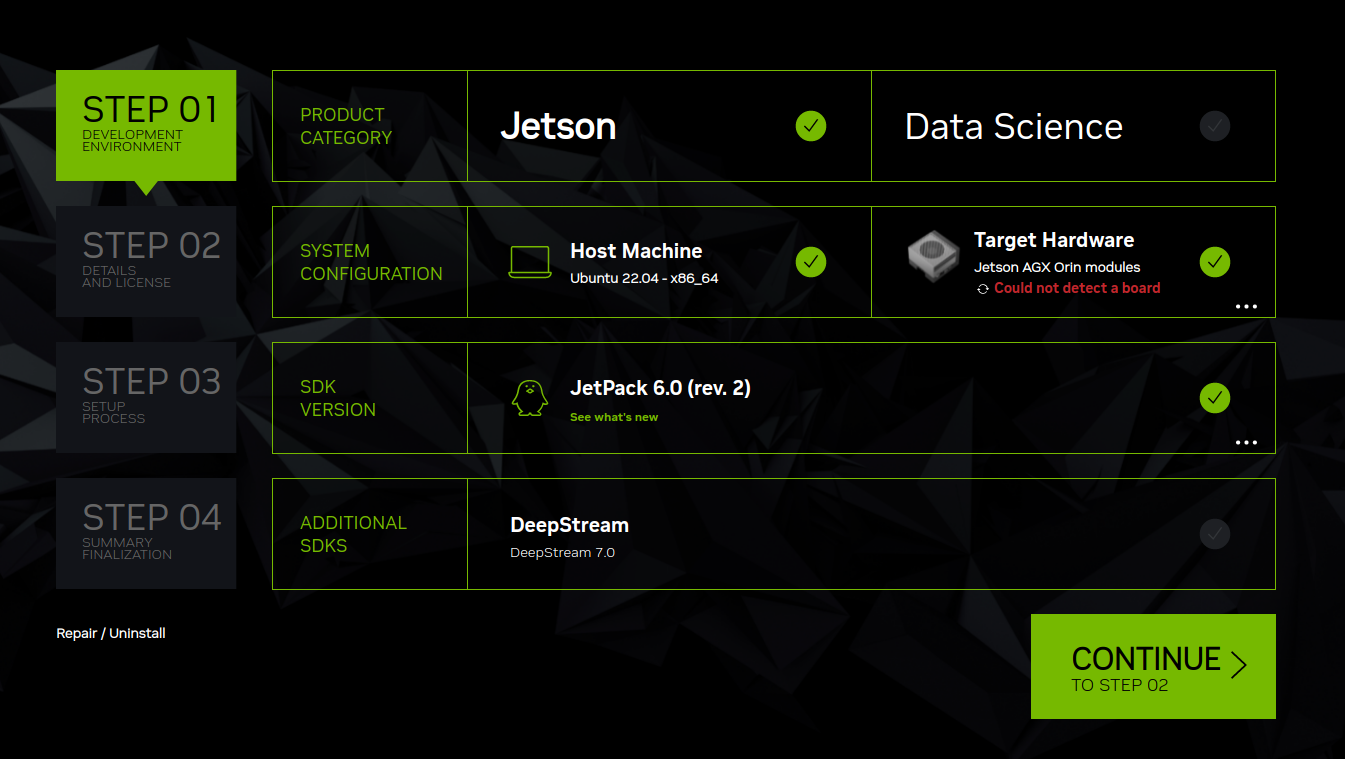 STEP 01
DEVELOPMENT
ENVIRONMENT
PRODUCT
CATEGORY
Jetson
Data Science
STEP 02
DETAILS
AND LICENSE
SYSTEM
CONFIGURATION
Host Machine
Ubuntu 22.04 - x86_64
Target Hardware
Jetson AGX Orin modules
Could not detect a board
STEP 03
SETUP
PROCESS
SDK
VERSION
JetPack 6.0 (rev. 2)
See what's new
STEP 04
SUMMARY
FINALIZATION
ADDITIONAL
SDKS
DeepStream
DeepStream 7.0
Repair / Uninstall
CONTINUE
TO STEP 02